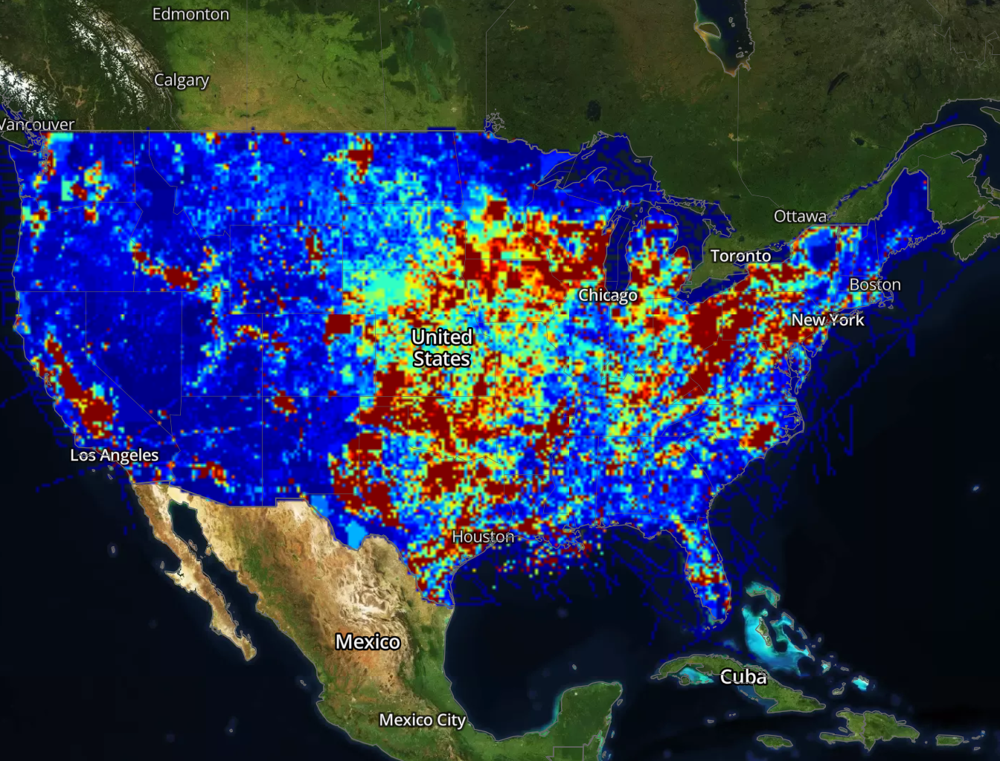 Edmonton
Calgary
Vancouver
Ottawa
Toronto
Boston
Chicago
New York
United
States
Los Angeles
Houston
Mexico
Cuba
Mexico City